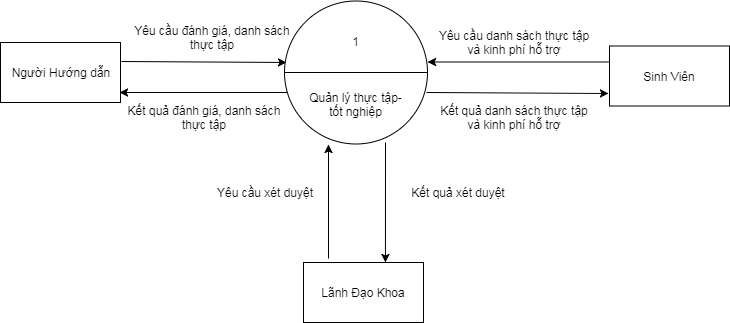 Yêu cầu đánh giá, danh sách
thực tập
1
Yêu cầu danh sách thực tập
và kinh phí hỗ trợ
Người Hướng dẫn
Sinh Viên
Quản lý thực tập-
tốt nghiệp
Kết quả đánh giá, danh sách
thực tập
Kết quả danh sách thực tập
và kinh phí hỗ trợ
Yêu cầu xét duyệt
Kết quả xét duyệt
Lãnh Đạo Khoa